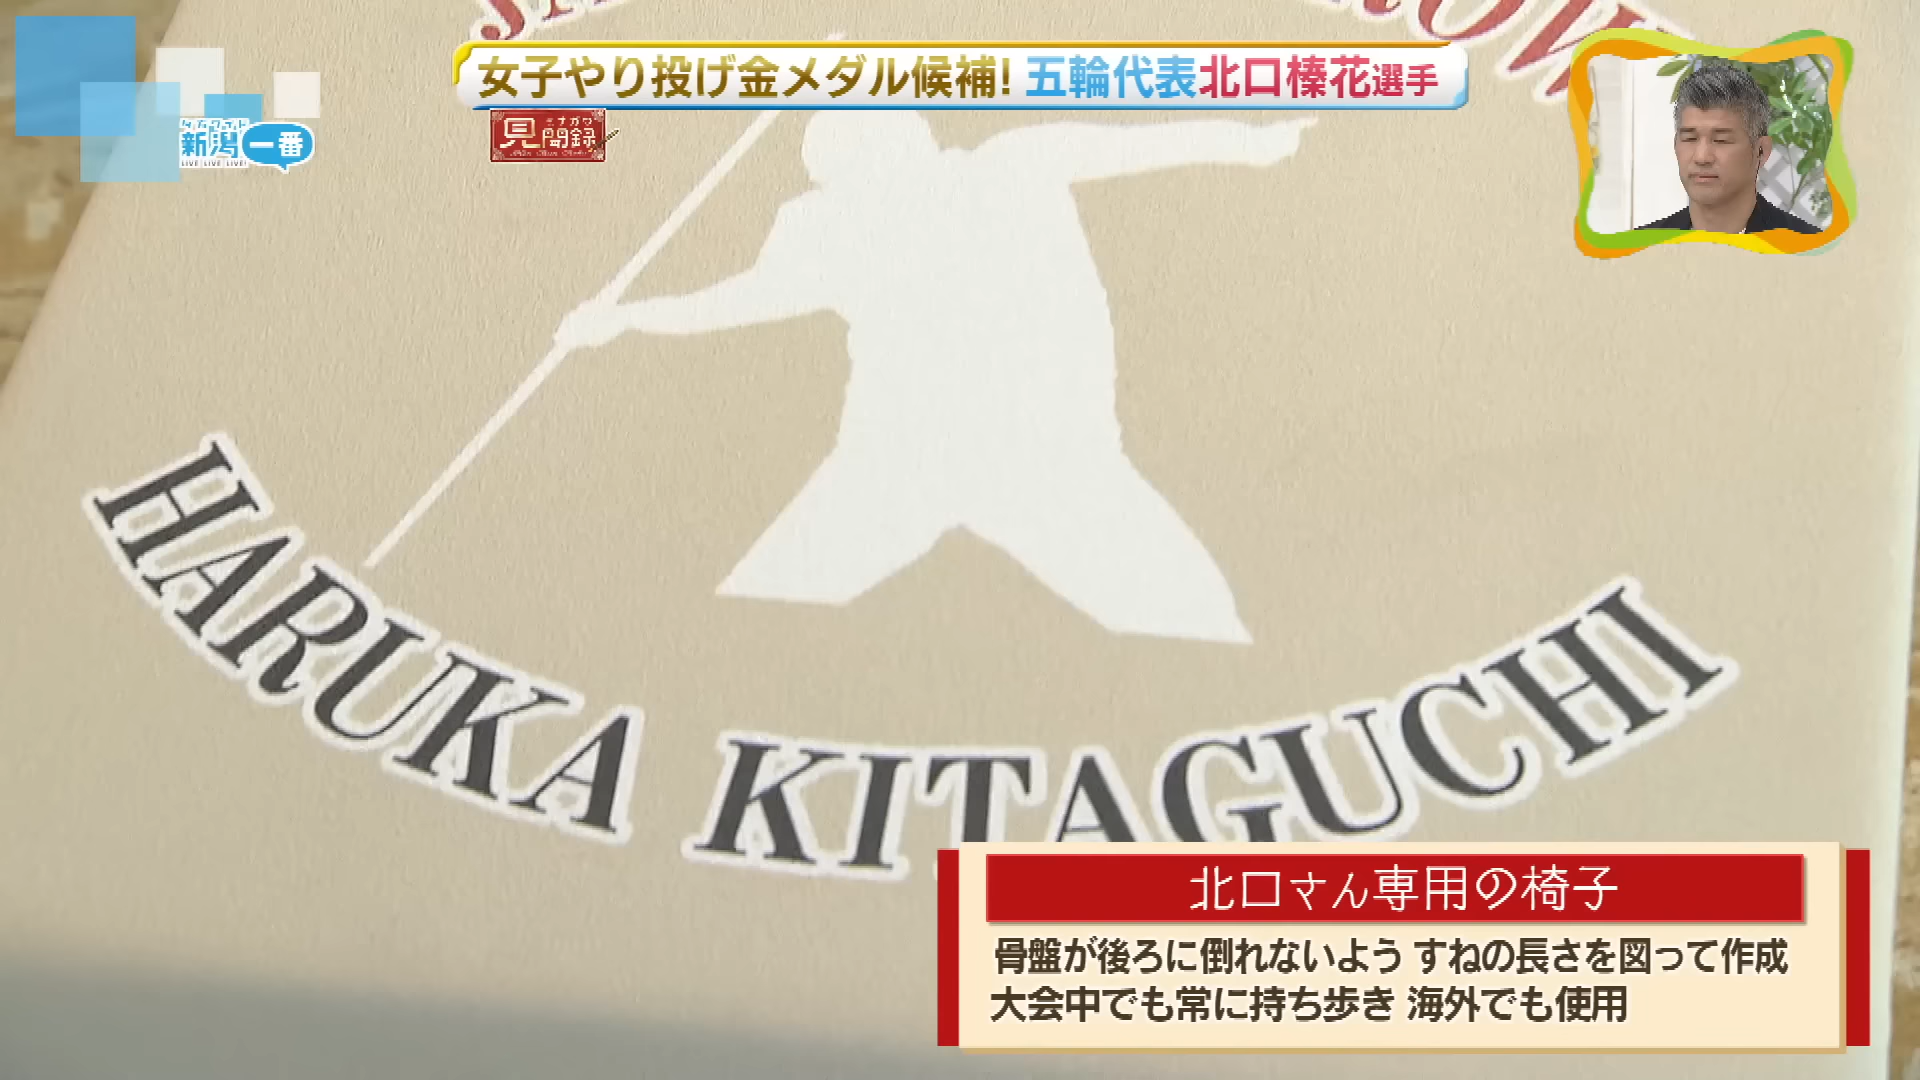 女子やり投げ金メダル候補! 五輪代表北口榛花選手
新潟一番
見聞録
HARUKA KITAGUCHI
北口さん専用の椅子
骨盤が後ろに倒れないよう すねの長さを図って作成
大会中でも常に持ち歩き 海外でも使用